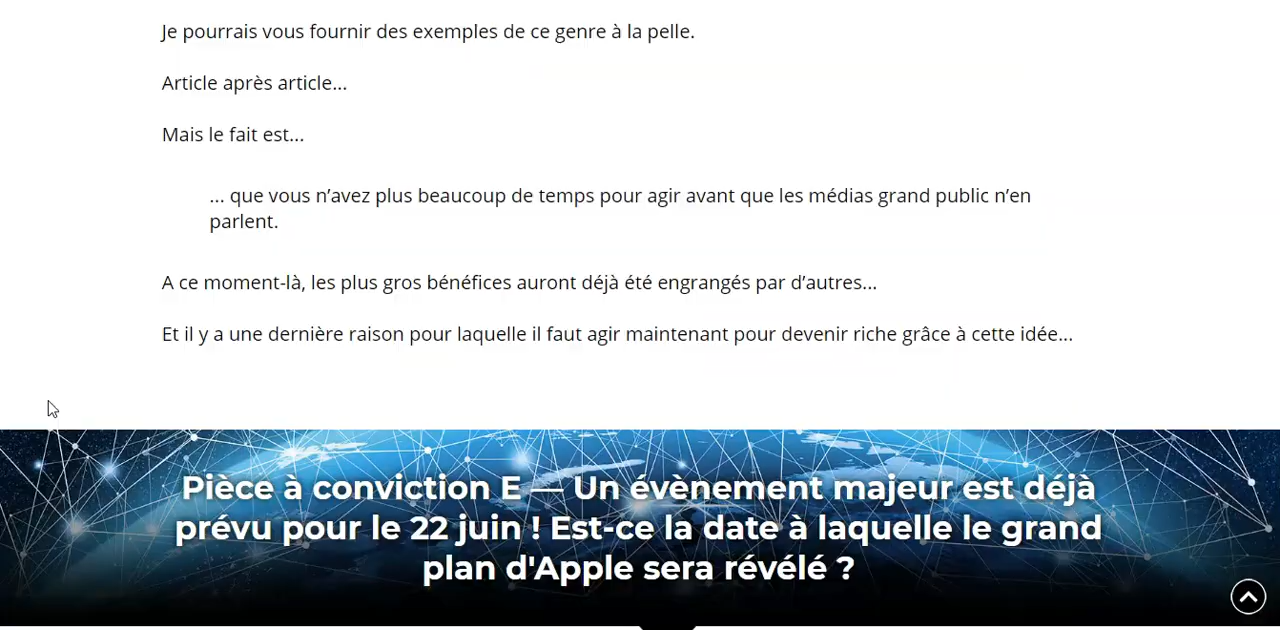 Je pourrais vous fournir des exemples de ce genre à la pelle.
Article après article...
Mais le fait est...
... que vous n’avez plus beaucoup de temps pour agir avant que les médias grand public n’en
parlent.
A ce moment-là, les plus gros bénéfices auront déjà été engrangés par d’autres...
Et il y a une dernière raison pour laquelle il faut agir maintenant pour devenir riche grâce à cette idée...
Pièce à conviction E — Un évènement majeur est déjà
prévu pour le 22 juin ! Est-ce la date à laquelle le grand
plan d'Apple sera révélé ?